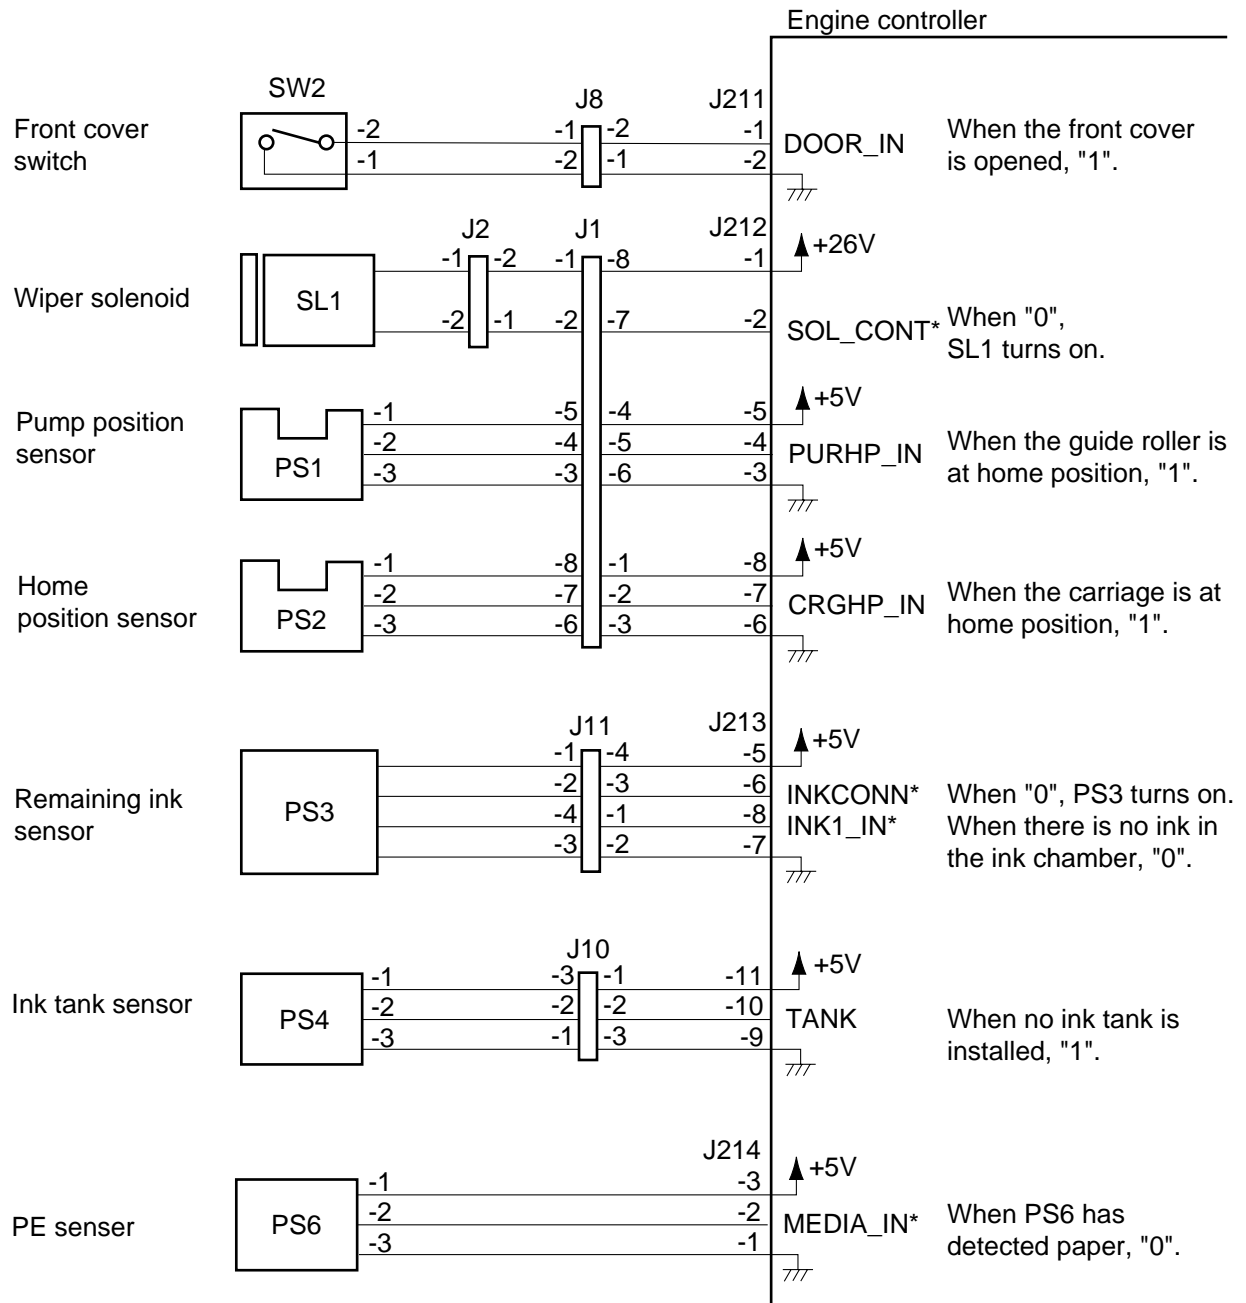 Engine controller
SW2
J8
J211
Front cover
switch
-2
-1
-2
-1
-1
-2
-1
-2
DOOR_IN
When the front cover
is opened, "1".
J2
J1
J212
+26V
Wiper solenoid
SL1
-1
-2
-1
-8
-1
-2
-1
-2
-7
-2
SOL_CONT*
When "0",
SL1 turns on.
+5V
Pump position
sensor
PS1
-1
-5
-4
-5
-2
-4
-5
-4
-3
-3
-6
-3
PURHP_IN
When the guide roller is
at home position, "1".
+5V
Home
position sensor
PS2
-1
-8
-1
-8
-2
-7
-2
-7
-3
-6
-3
-6
CRGHP_IN
When the carriage is at
home position, "1".
J11
J213
+5V
Remaining ink
sensor
PS3
-1
-4
-5
-2
-3
-6
-4
-1
-8
-3
-2
-7
INKCONN*
INK1_IN*
When "0", PS3 turns on.
When there is no ink in
the ink chamber, "0".
J10
+5V
Ink tank sensor
PS4
-1
-3
-1
-11
-2
-2
-2
-10
-3
-1
-3
-9
TANK
When no ink tank is
installed, "1".
J214
+5V
PE senser
PS6
-1
-3
-2
-2
-3
-1
MEDIA_IN*
When PS6 has
detected paper, "0".